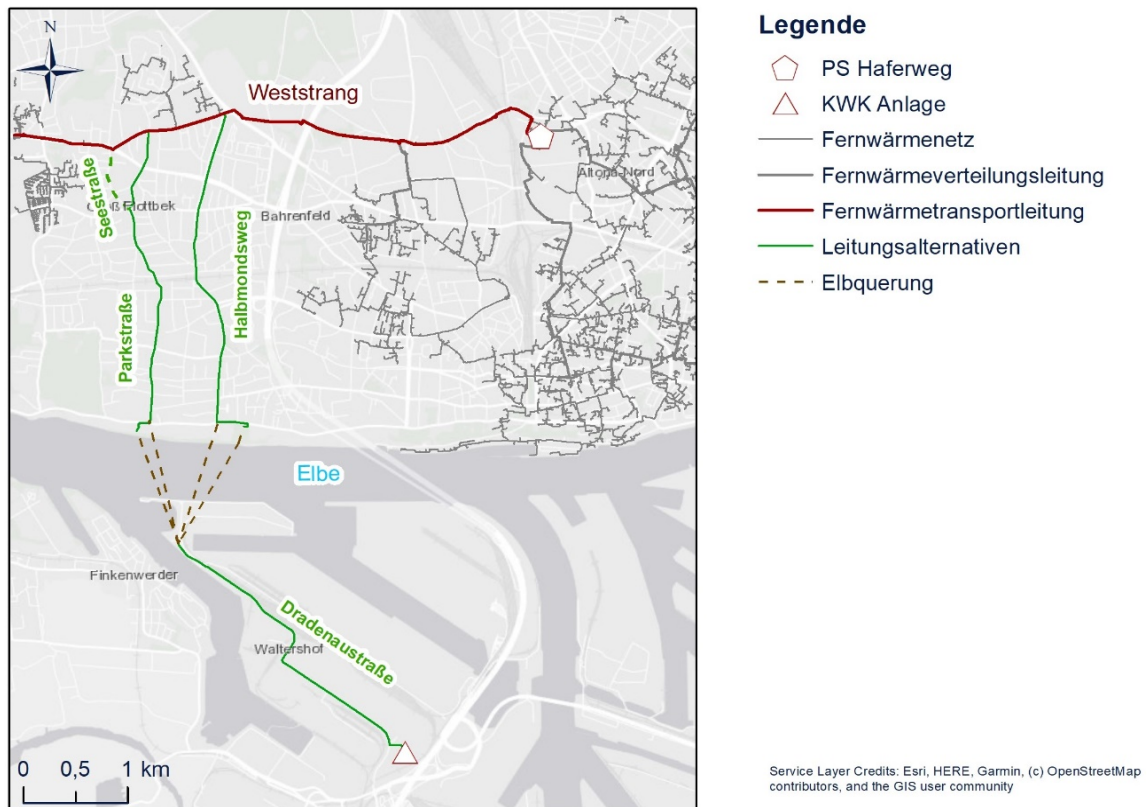 N
Weststrang
Altona-Nord
Seestraße
Groß Flottbek
Bahrenfeld
Halbmondsweg
Parkstraße
Elbe
Finkenwerder
Dradenaustraße
Waltershof
0 0,5 1 km
Legende
PS Haferweg
KWK Anlage
Fernwärmenetz
Fernwärmeverteilungsleitung
Fernwärmetransportleitung
Leitungsalternativen
Elbquerung
Service Layer Credits: Esri, HERE, Garmin, (c) OpenStreetMap
contributors, and the GIS user community